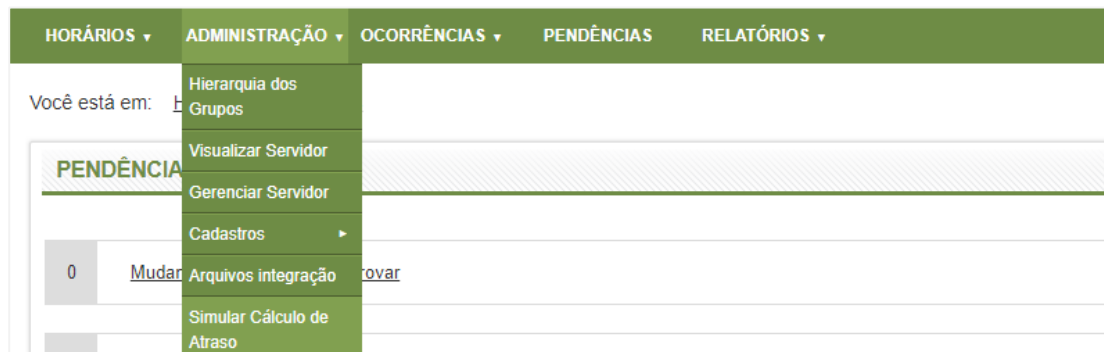 HORÁRIOS ▾ ADMINISTRAÇÃO ▾ OCORRÊNCIAS ▾ PENDÊNCIAS RELATÓRIOS ▾
Hierarquia dos
Grupos
Você está em:
Visualizar Servidor
PENDÊNCIA
Gerenciar Servidor
Cadastros ▸
0 Mudar
Arquivos integração
rovar
Simular Cálculo de
Atraso